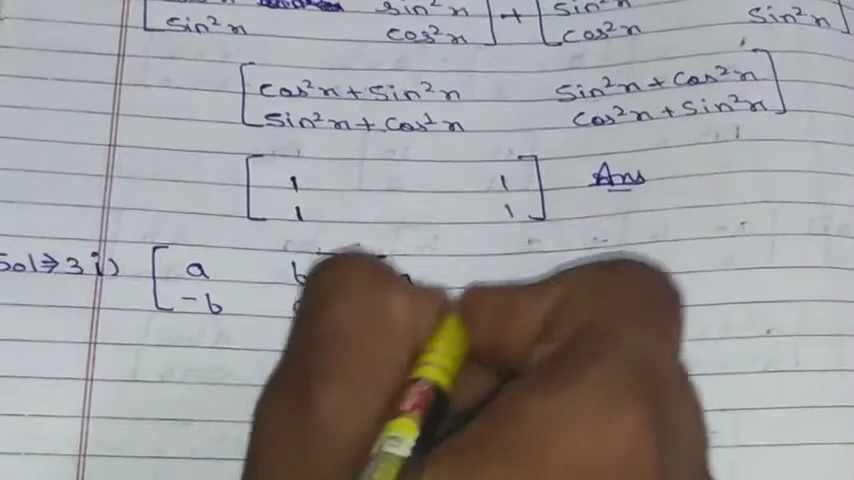 sin²x + sin²x
sin²x cos²x cos²x sin²x
cos²x + sin²x sin²x + cos²x
sin²x + cos²x cos²x + sin²x
1 1 Ans
1 1
Sol⇒ 3 i) a b
-b